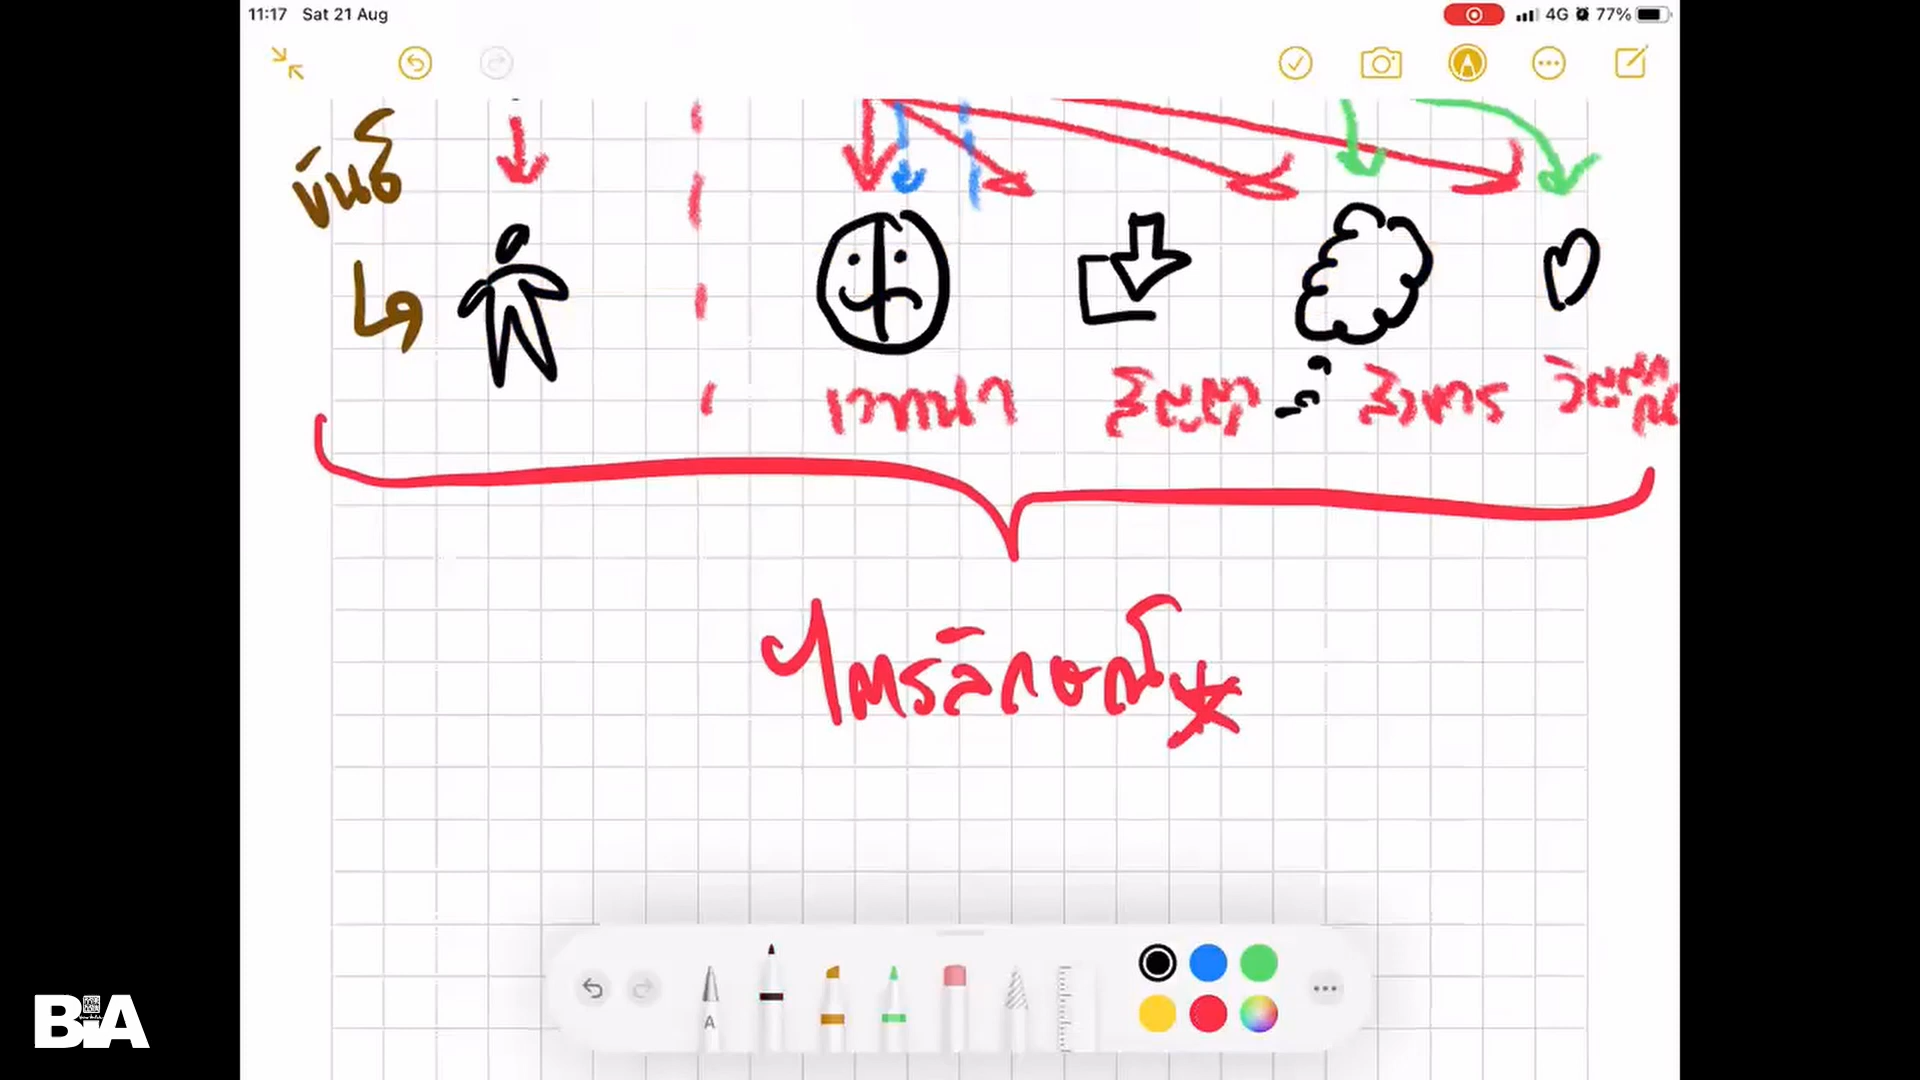 11:17 Sat 21 Aug 4G 77%
ขันธ์
เวทนา สัญญา สังขาร วิญญาณ
ไตรลักษณ์
A
BIA